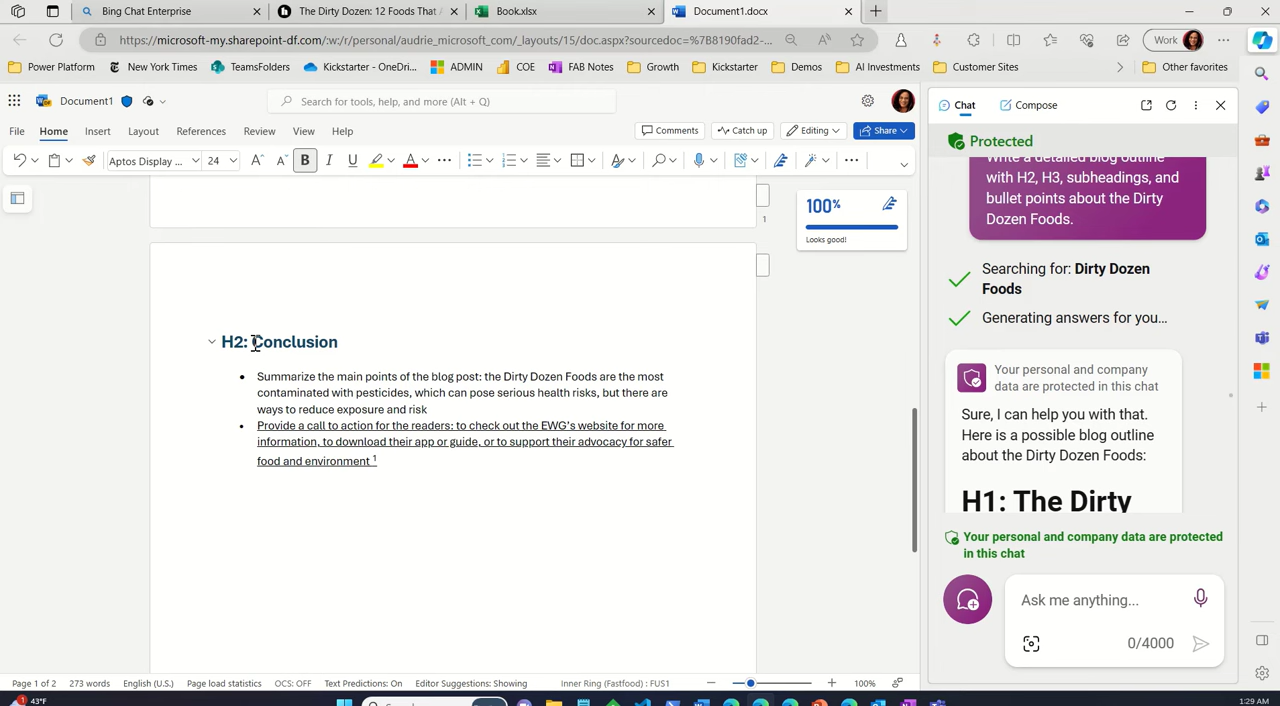 Bing Chat Enterprise
The Dirty Dozen: 12 Foods That A
Book.xlsx
Document1.docx
https://microsoft-my.sharepoint-df.com/:w:/r/personal/audrie_microsoft.com/_layouts/15/doc.aspx?sourcedoc=%7B8190fad2-...
Work
Power Platform
New York Times
TeamsFolders
Kickstarter - OneDri...
ADMIN
COE
FAB Notes
Growth
Kickstarter
Demos
AI Investments
Customer Sites
Other favorites
Document1
Search for tools, help, and more (Alt + Q)
File
Home
Insert
Layout
References
Review
View
Help
Comments
Catch up
Editing
Share
Aptos Display ...
24
B
I
U
100%
Looks good!
1
H2: Conclusion
Summarize the main points of the blog post: the Dirty Dozen Foods are the most
contaminated with pesticides, which can pose serious health risks, but there are
ways to reduce exposure and risk
Provide a call to action for the readers: to check out the EWG's website for more
information, to download their app or guide, or to support their advocacy for safer
food and environment 1
Chat
Compose
Protected
Write a detailed blog outline
with H2, H3, subheadings, and
bullet points about the Dirty
Dozen Foods.
Searching for: Dirty Dozen
Foods
Generating answers for you...
Your personal and company
data are protected in this chat
Sure, I can help you with that.
Here is a possible blog outline
about the Dirty Dozen Foods:
H1: The Dirty
Your personal and company data are protected
in this chat
Ask me anything...
0/4000
Page 1 of 2
273 words
English (U.S.)
Page load statistics
OCS: OFF
Text Predictions: On
Editor Suggestions: Showing
Inner Ring (Fastfood) : FUS1
100%
43°F
Search
1:29 AM